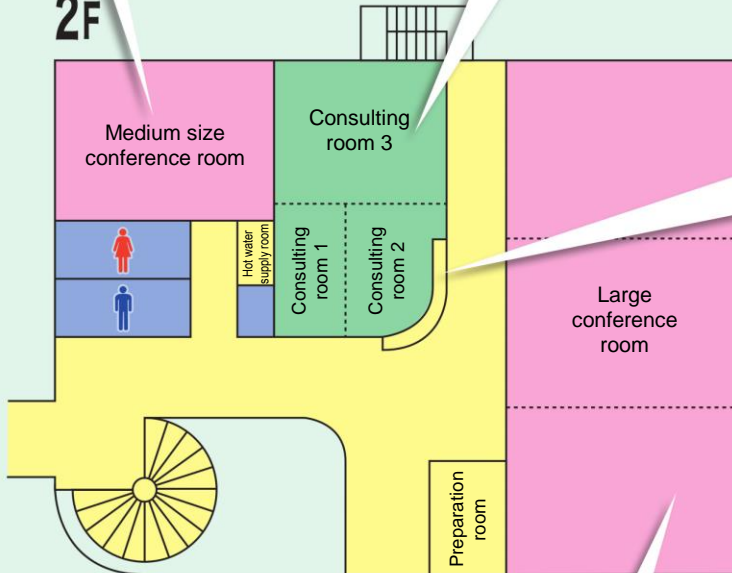 2F
Medium size
conference room
Consulting
room 3
Hot water
supply room
Consulting
room 1
Consulting
room 2
Large
conference
room
Preparation
room